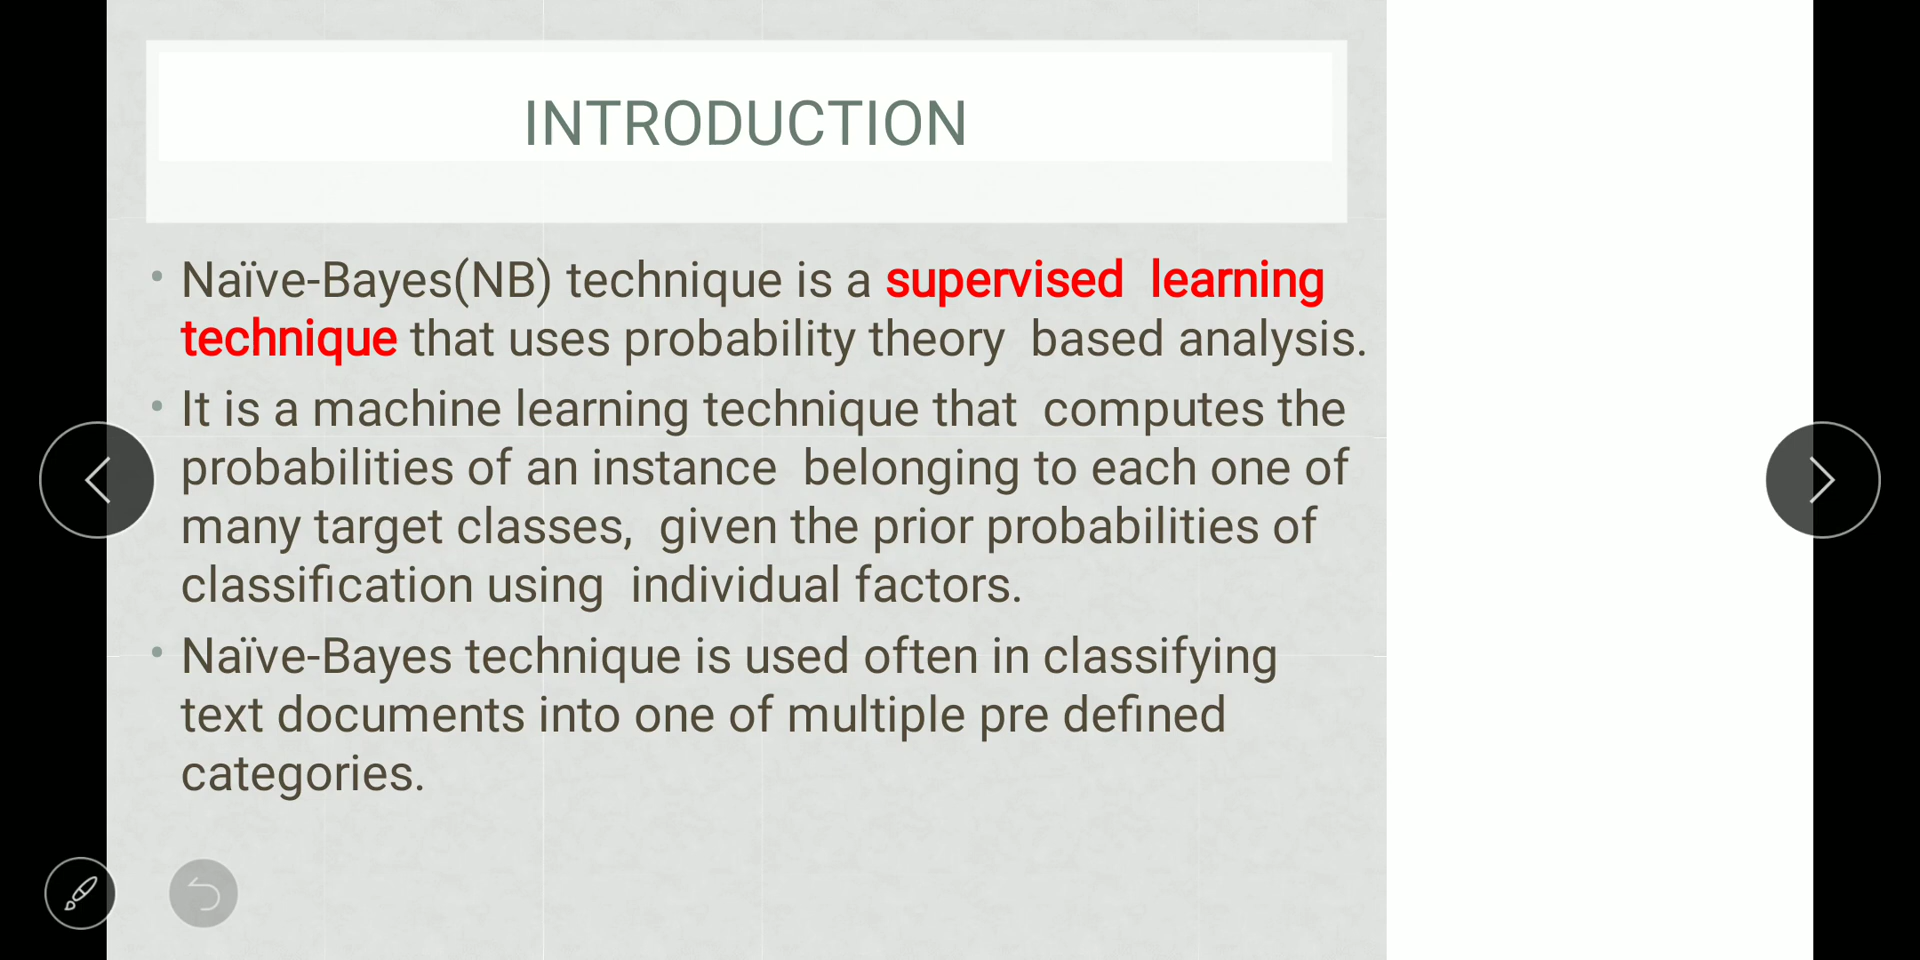 INTRODUCTION
• Naïve-Bayes(NB) technique is a supervised learning
technique that uses probability theory based analysis.
• It is a machine learning technique that computes the
probabilities of an instance belonging to each one of
many target classes, given the prior probabilities of
classification using individual factors.
• Naïve-Bayes technique is used often in classifying
text documents into one of multiple pre defined
categories.